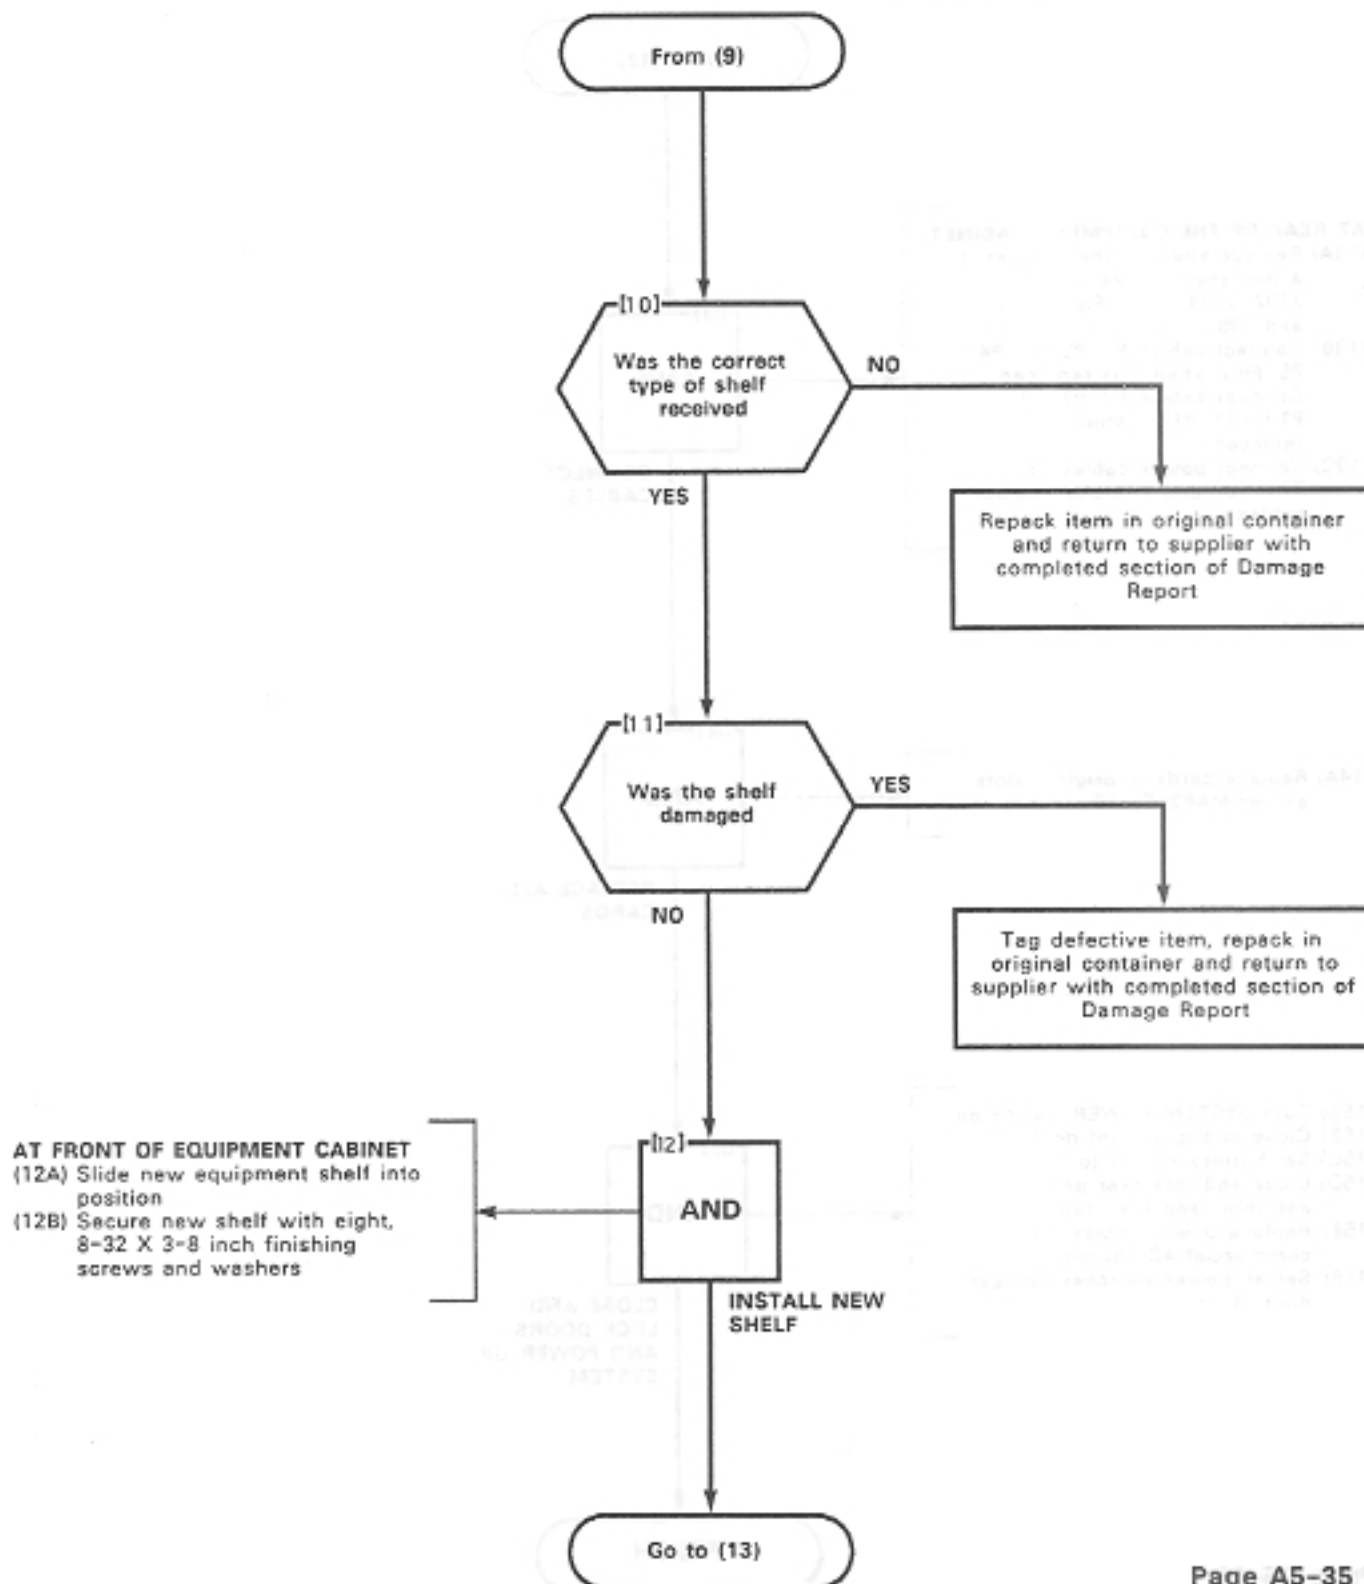 From (9)
[10]
Was the correct
type of shelf
received
NO
YES
Repack item in original container
and return to supplier with
completed section of Damage
Report
[11]
Was the shelf
damaged
YES
NO
Tag defective item, repack in
original container and return to
supplier with completed section of
Damage Report
[12]
AND
AT FRONT OF EQUIPMENT CABINET
(12A) Slide new equipment shelf into
position
(12B) Secure new shelf with eight,
8-32 X 3-8 inch finishing
screws and washers
INSTALL NEW
SHELF
Go to (13)
Page A5-35